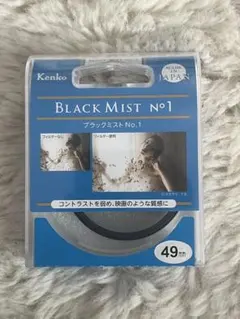 Kenko
JAPAN
BLACK MIST No1
ブラックミスト No.1
フィルターなし
フィルター使用
コントラストを弱め、映画のような質感に
49mm